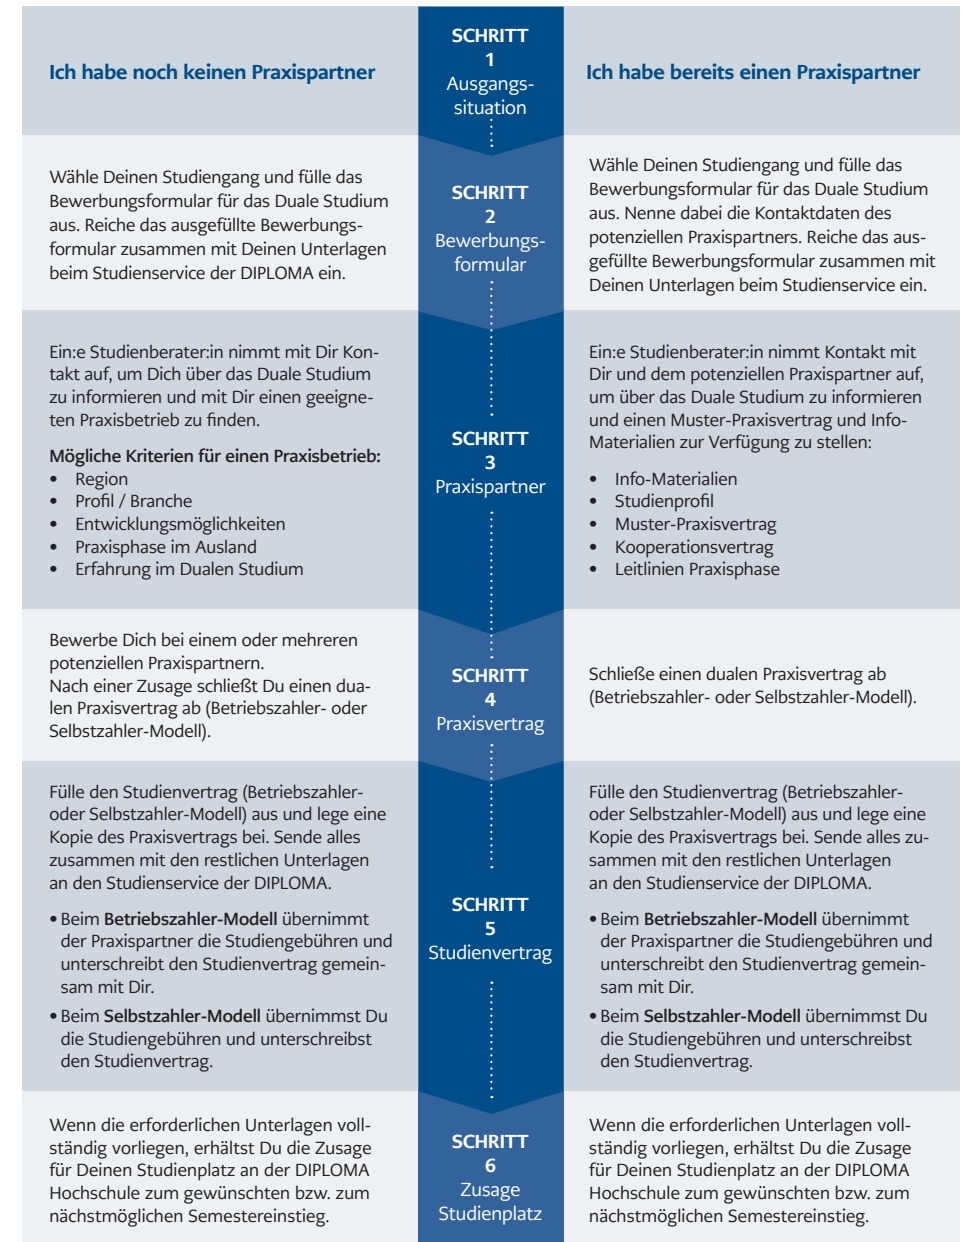 Ich habe noch keinen Praxispartner
SCHRITT
1
Ausgangs-
situation
Ich habe bereits einen Praxispartner
Wähle Deinen Studiengang und fülle das
Bewerbungsformular für das Duale Studium
aus. Reiche das ausgefüllte Bewerbungs-
formular zusammen mit Deinen Unterlagen
beim Studienservice der DIPLOMA ein.
SCHRITT
2
Bewerbungs-
formular
Wähle Deinen Studiengang und fülle das
Bewerbungsformular für das Duale Studium
aus. Nenne dabei die Kontaktdaten des
potenziellen Praxispartners. Reiche das aus-
gefüllte Bewerbungsformular zusammen mit
Deinen Unterlagen beim Studienservice ein.
Ein:e Studienberater:in nimmt mit Dir Kon-
takt auf, um Dich über das Duale Studium
zu informieren und mit Dir einen geeigne-
ten Praxisbetrieb zu finden.
Mögliche Kriterien für einen Praxisbetrieb:
• Region
• Profil / Branche
• Entwicklungsmöglichkeiten
• Praxisphase im Ausland
• Erfahrung im Dualen Studium
SCHRITT
3
Praxispartner
Ein:e Studienberater:in nimmt Kontakt mit
Dir und dem potenziellen Praxispartner auf,
um über das Duale Studium zu informieren
und einen Muster-Praxisvertrag und Info-
Materialien zur Verfügung zu stellen:
• Info-Materialien
• Studienprofil
• Muster-Praxisvertrag
• Kooperationsvertrag
• Leitlinien Praxisphase
Bewerbe Dich bei einem oder mehreren
potenziellen Praxispartnern.
Nach einer Zusage schließt Du einen dua-
len Praxisvertrag ab (Betriebszahler- oder
Selbstzahler-Modell).
SCHRITT
4
Praxisvertrag
Schließe einen dualen Praxisvertrag ab
(Betriebszahler- oder Selbstzahler-Modell).
Fülle den Studienvertrag (Betriebszahler-
oder Selbstzahler-Modell) aus und lege eine
Kopie des Praxisvertrags bei. Sende alles
zusammen mit den restlichen Unterlagen
an den Studienservice der DIPLOMA.
• Beim Betriebszahler-Modell übernimmt
der Praxispartner die Studiengebühren und
unterschreibt den Studienvertrag gemein-
sam mit Dir.
• Beim Selbstzahler-Modell übernimmst Du
die Studiengebühren und unterschreibst
den Studienvertrag.
SCHRITT
5
Studienvertrag
Fülle den Studienvertrag (Betriebszahler-
oder Selbstzahler-Modell) aus und lege eine
Kopie des Praxisvertrags bei. Sende alles zu-
sammen mit den restlichen Unterlagen
an den Studienservice der DIPLOMA.
• Beim Betriebszahler-Modell übernimmt
der Praxispartner die Studiengebühren und
unterschreibt den Studienvertrag gemein-
sam mit Dir.
• Beim Selbstzahler-Modell übernimmst Du
die Studiengebühren und unterschreibst
den Studienvertrag.
Wenn die erforderlichen Unterlagen voll-
ständig vorliegen, erhältst Du die Zusage
für Deinen Studienplatz an der DIPLOMA
Hochschule zum gewünschten bzw. zum
nächstmöglichen Semestereinstieg.
SCHRITT
6
Zusage
Studienplatz
Wenn die erforderlichen Unterlagen voll-
ständig vorliegen, erhältst Du die Zusage
für Deinen Studienplatz an der DIPLOMA
Hochschule zum gewünschten bzw. zum
nächstmöglichen Semestereinstieg.